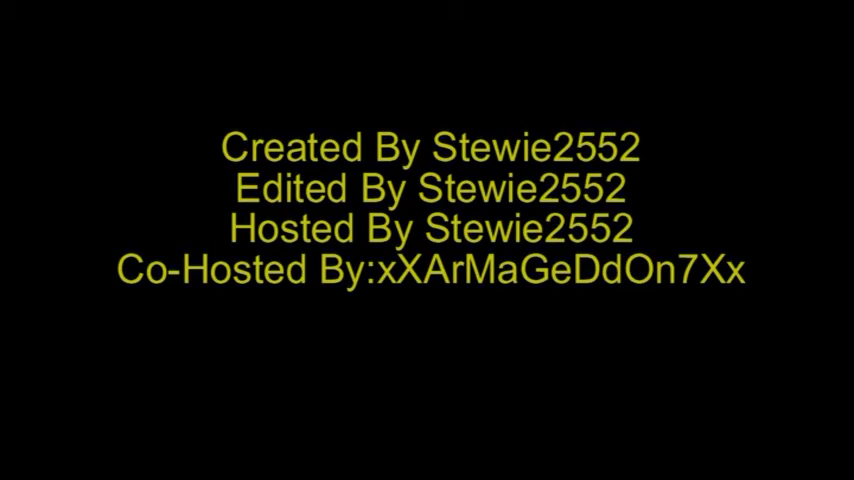 Created By Stewie2552
Edited By Stewie2552
Hosted By Stewie2552
Co-Hosted By:xXArMaGeDdOn7Xx